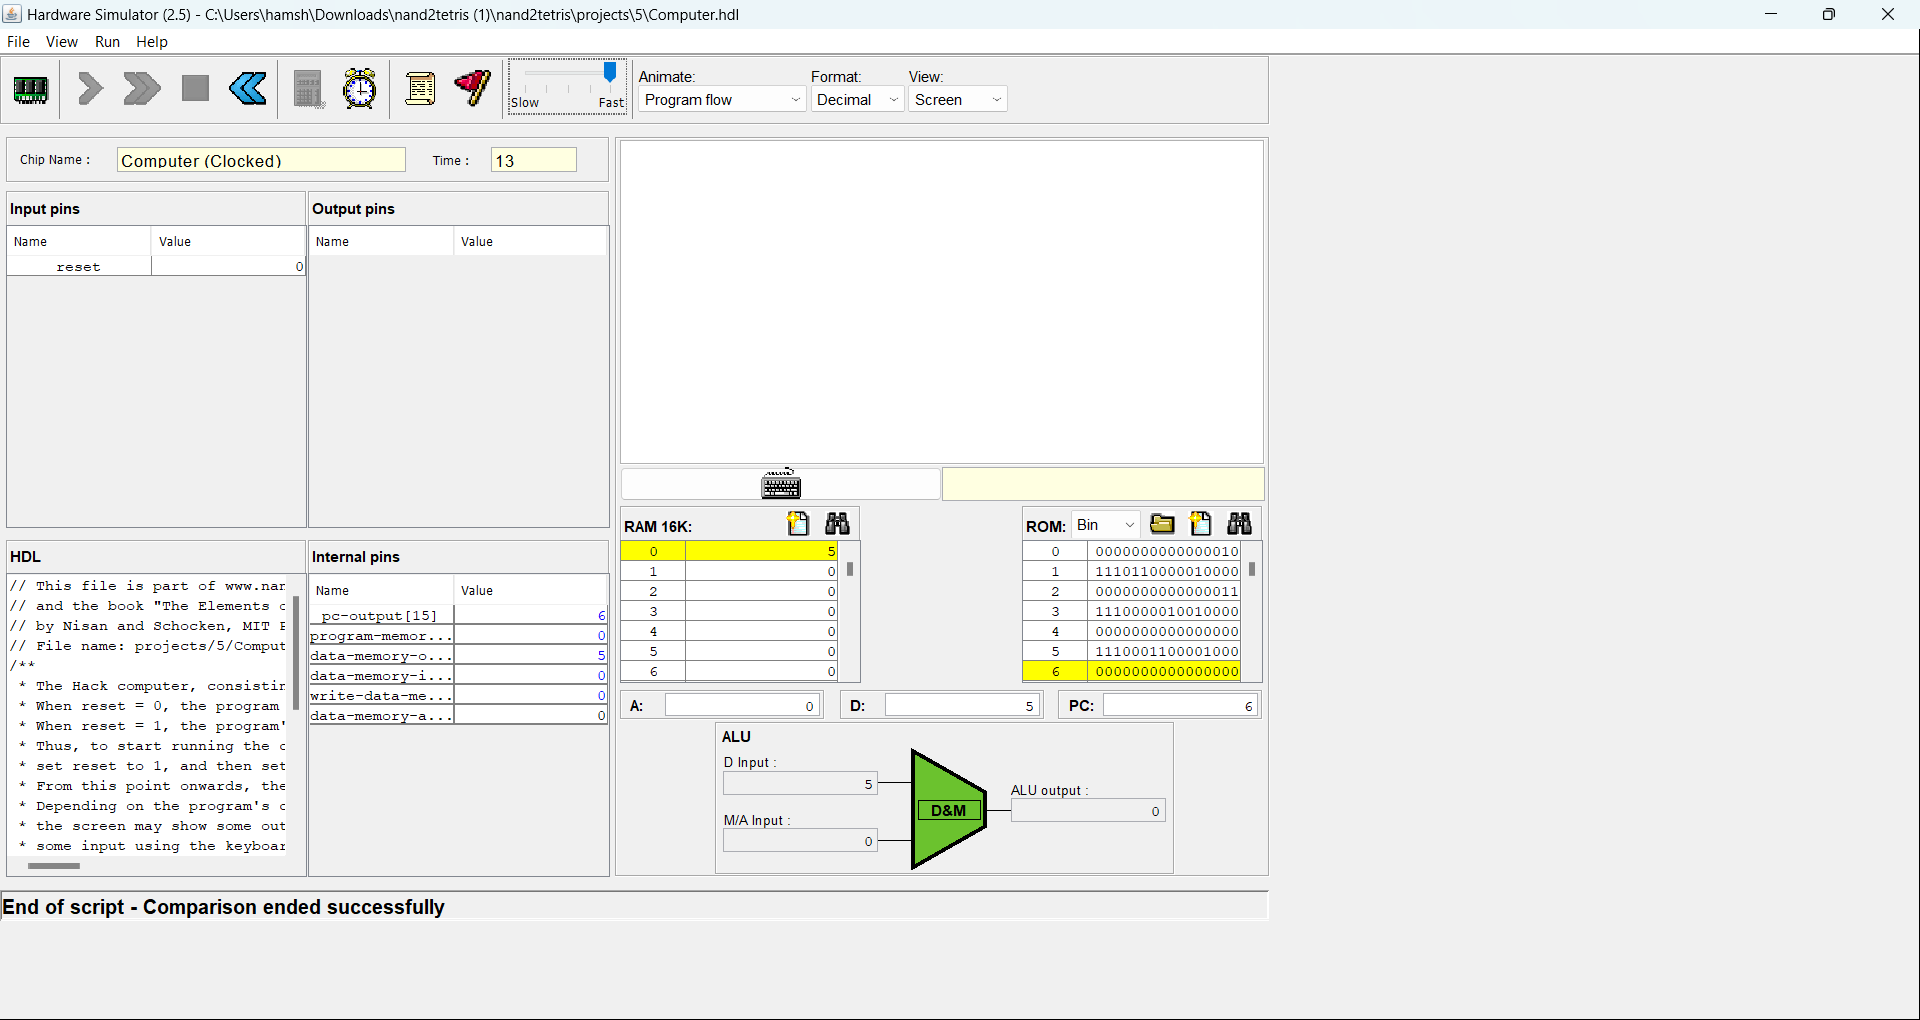 Hardware Simulator (2.5) - C:\Users\hamsh\Downloads\nand2tetris (1)\nand2tetris\projects\5\Computer.hdl
File View Run Help
Slow Fast
Animate:
Program flow
Format:
Decimal
View:
Screen
Chip Name :
Computer (Clocked)
Time :
13
Input pins
Name Value
reset 0
Output pins
Name Value
HDL
// This file is part of www.nan
// and the book "The Elements o
// by Nisan and Schocken, MIT P
// File name: projects/5/Comput
/**
* The Hack computer, consistin
* When reset = 0, the program
* When reset = 1, the program'
* Thus, to start running the c
* set reset to 1, and then set
* From this point onwards, the
* Depending on the program's c
* the screen may show some out
* some input using the keyboar
Internal pins
Name Value
pc-output[15] 6
program-memor... 0
data-memory-o... 5
data-memory-i... 0
write-data-me... 0
data-memory-a... 0
RAM 16K:
0 5
1 0
2 0
3 0
4 0
5 0
6 0
ROM: Bin
0 0000000000000010
1 1110110000010000
2 0000000000000011
3 1110000010010000
4 0000000000000000
5 1110001100001000
6 0000000000000000
A: 0
D: 5
PC: 6
ALU
D Input :
5
M/A Input :
0
D&M
ALU output :
0
End of script - Comparison ended successfully